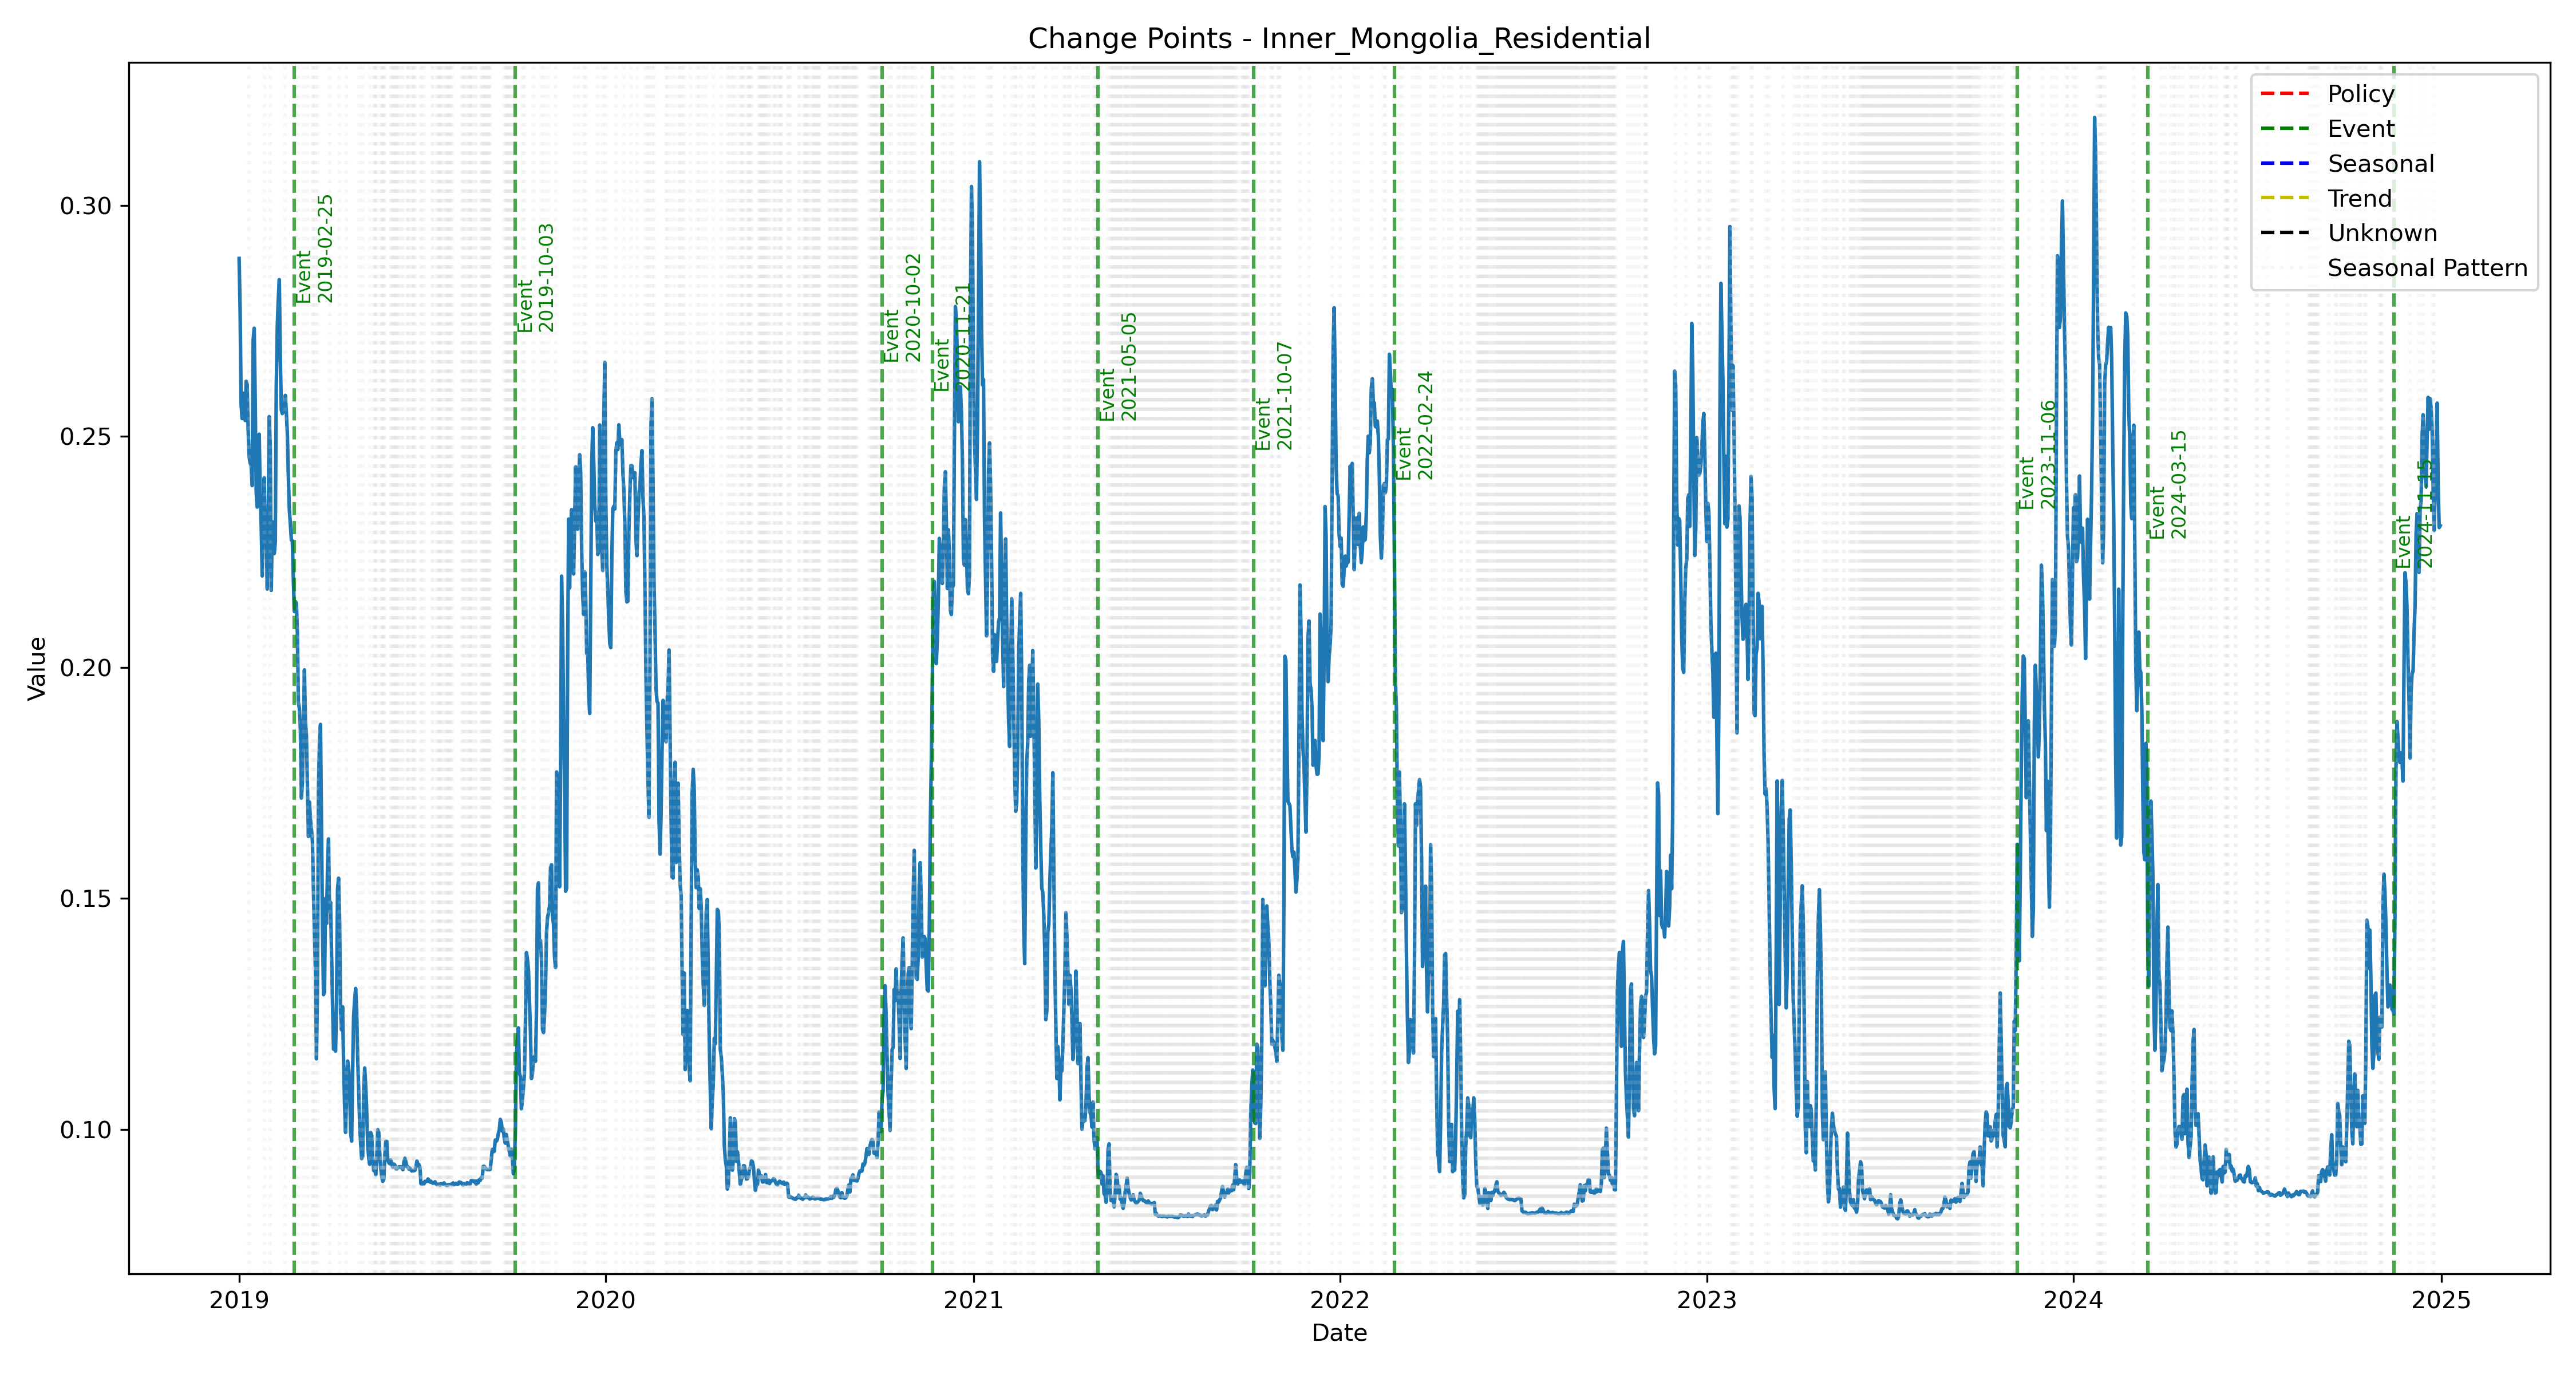 Change Points - Inner_Mongolia_Residential
Policy
Event
Seasonal
Trend
Unknown
Seasonal Pattern
Value
0.30
0.25
0.20
0.15
0.10
Event
2019-02-25
Event
2019-10-03
Event
2020-10-02
Event
2020-11-21
Event
2021-05-05
Event
2021-10-07
Event
2022-02-24
Event
2023-11-06
Event
2024-03-15
Event
2024-11-15
2019
2020
2021
2022
2023
2024
2025
Date